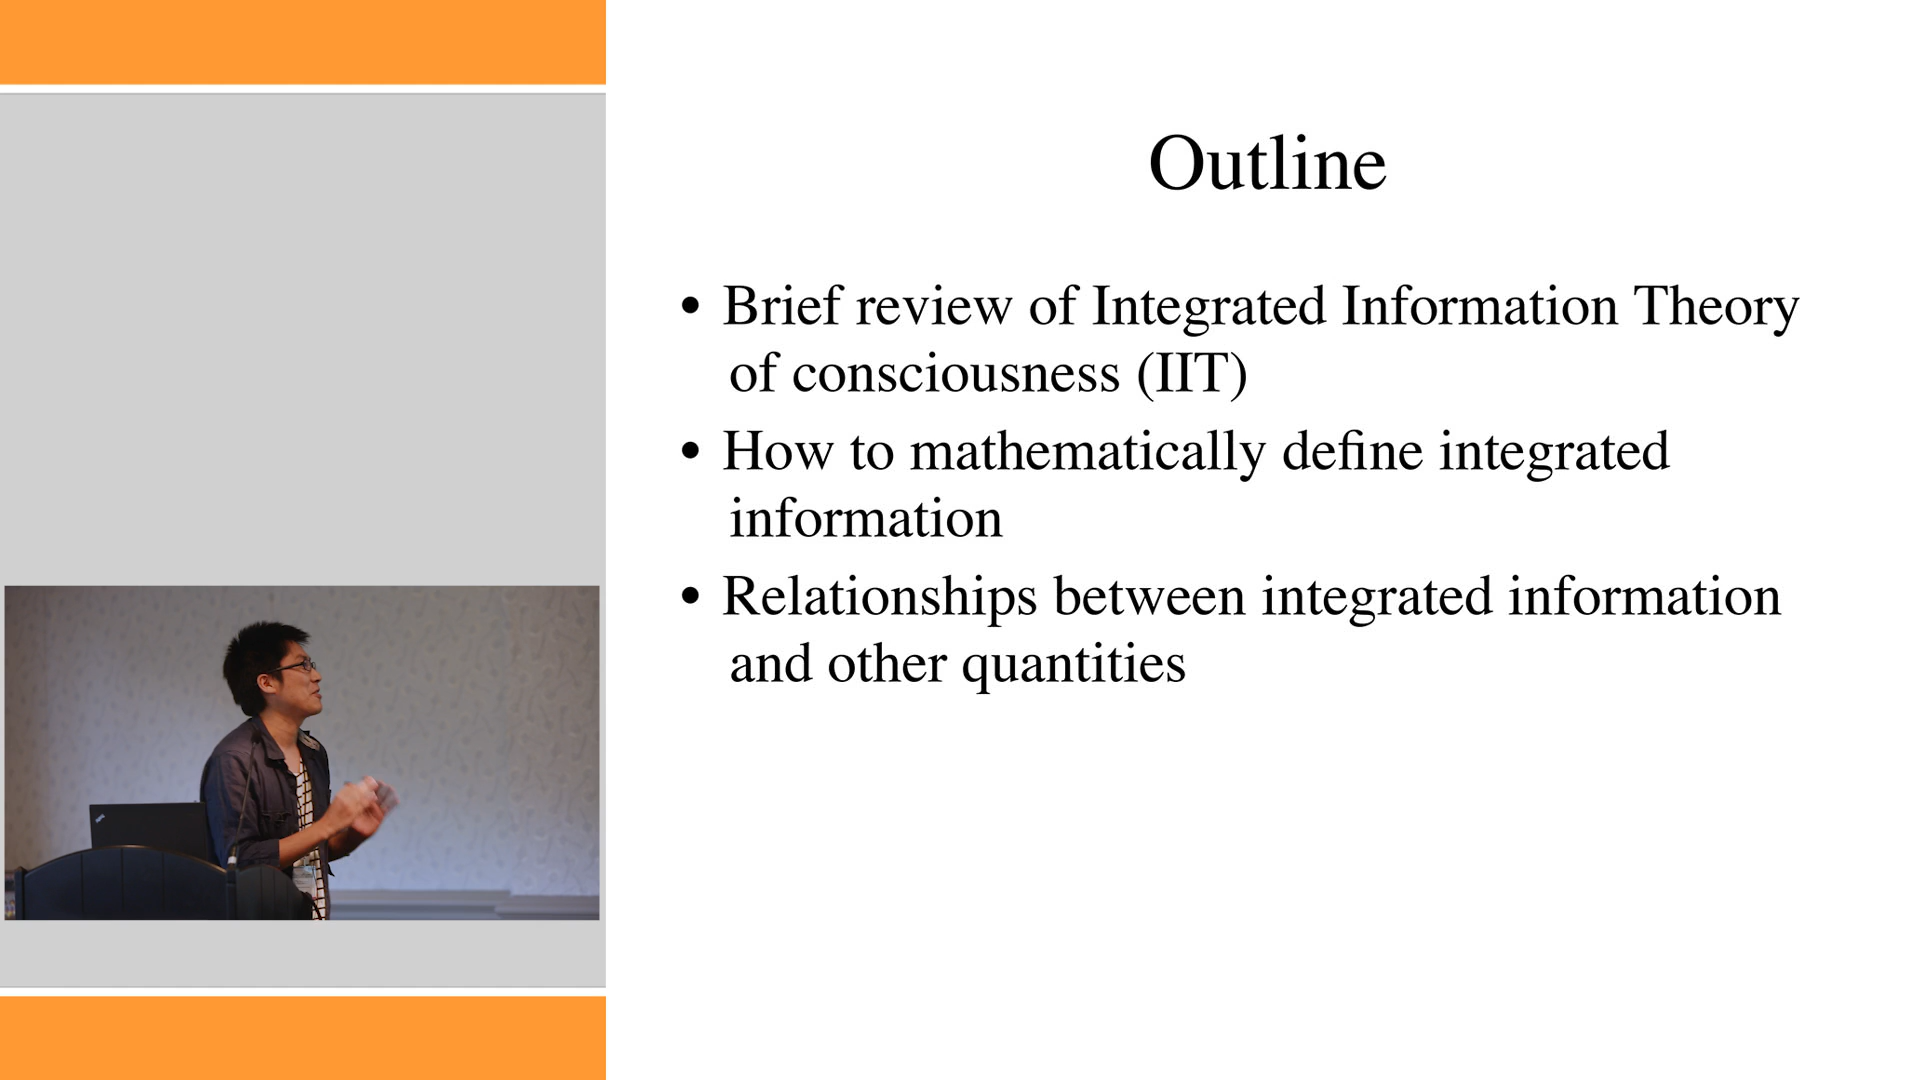 Outline
• Brief review of Integrated Information Theory
of consciousness (IIT)
• How to mathematically define integrated
information
• Relationships between integrated information
and other quantities